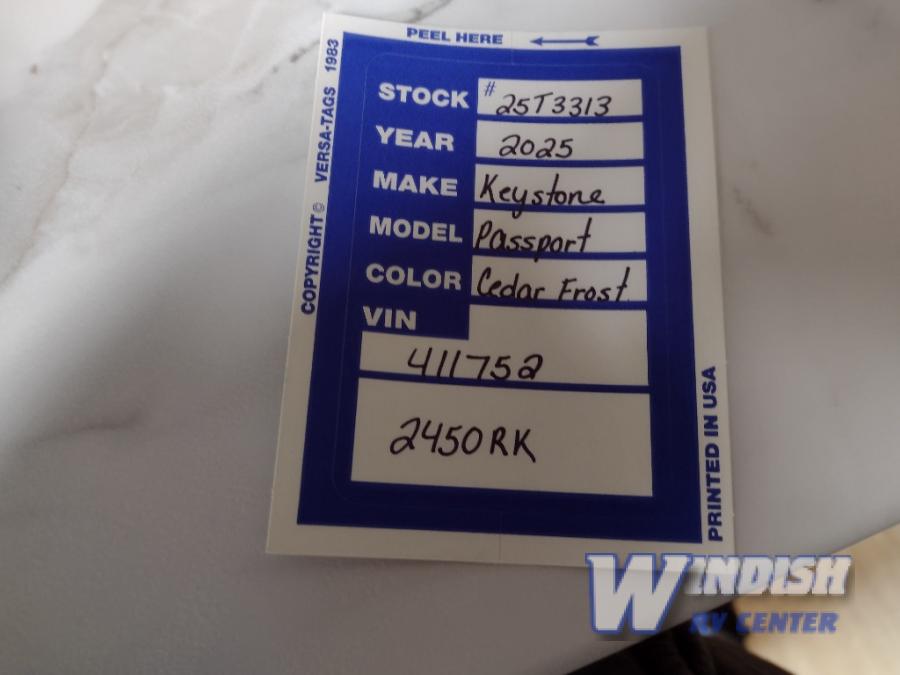 PEEL HERE
COPYRIGHT © VERSA-TAGS 1983
STOCK # 25T3313
YEAR 2025
MAKE Keystone
MODEL Passport
COLOR Cedar Frost
VIN
411752
2450RK
PRINTED IN USA
WINDISH
RV CENTER